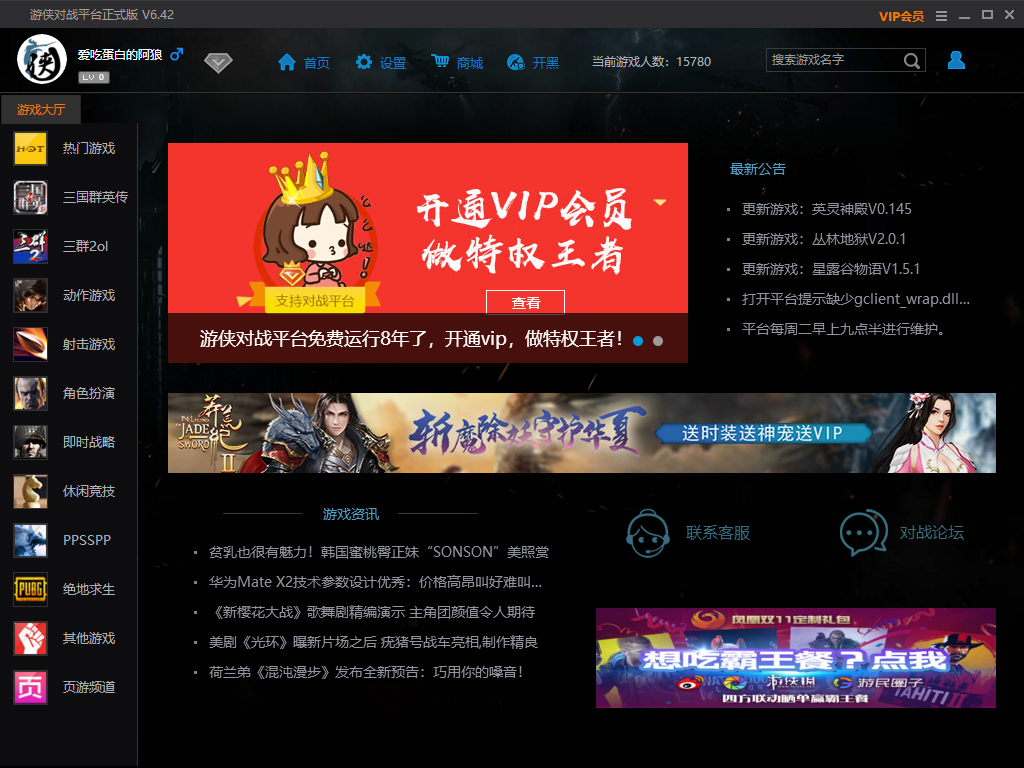 游侠对战平台正式版 V6.42
VIP会员
爱吃蛋白的阿狼
LV 0
首页
设置
商城
开黑
当前游戏人数：15780
搜索游戏名字
游戏大厅
HOT
热门游戏
三国群英传
三群2ol
动作游戏
射击游戏
角色扮演
即时战略
休闲竞技
PPSSPP
PUBG
绝地求生
其他游戏
页
页游频道
开通VIP会员
做特权王者
支持对战平台
查看
游侠对战平台免费运行8年了，开通vip，做特权王者！
最新公告
更新游戏：英灵神殿V0.145
更新游戏：丛林地狱V2.0.1
更新游戏：星露谷物语V1.5.1
打开平台提示缺少gclient_wrap.dll...
平台每周二早上九点半进行维护。
莽荒纪
JADE
SWORD
II
斩魔除妖守护华夏
送时装送神宠送VIP
游戏资讯
贫乳也很有魅力！韩国蜜桃臀正妹“SONSON”美照赏
华为Mate X2技术参数设计优秀：价格高昂叫好难叫...
《新樱花大战》歌舞剧精编演示 主角团颜值令人期待
美剧《光环》曝新片场之后 疣猪号战车亮相,制作精良
荷兰弟《混沌漫步》发布全新预告：巧用你的嗓音！
联系客服
对战论坛
凤凰双11定制礼包
想吃霸王餐？点我
游侠网
游民圈子
TAHITI II
四方联动晒单赢霸王餐